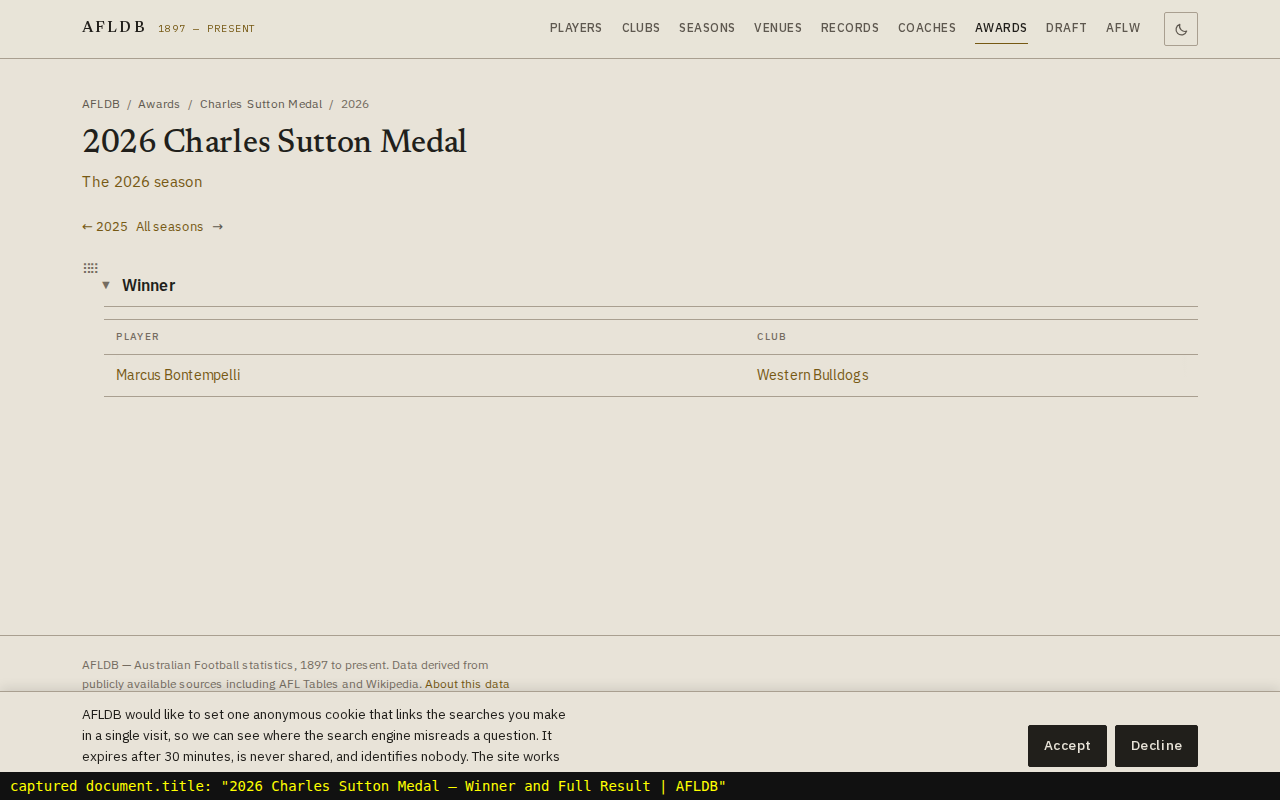 AFLDB 1897 — PRESENT PLAYERS CLUBS SEASONS VENUES RECORDS COACHES AWARDS DRAFT AFLW
AFLDB / Awards / Charles Sutton Medal / 2026
2026 Charles Sutton Medal
The 2026 season
← 2025 All seasons →
▼ Winner
PLAYER CLUB
Marcus Bontempelli Western Bulldogs
AFLDB — Australian Football statistics, 1897 to present. Data derived from
publicly available sources including AFL Tables and Wikipedia. About this data
AFLDB would like to set one anonymous cookie that links the searches you make
in a single visit, so we can see where the search engine misreads a question. It
expires after 30 minutes, is never shared, and identifies nobody. The site works
Accept Decline
captured document.title: "2026 Charles Sutton Medal — Winner and Full Result | AFLDB"